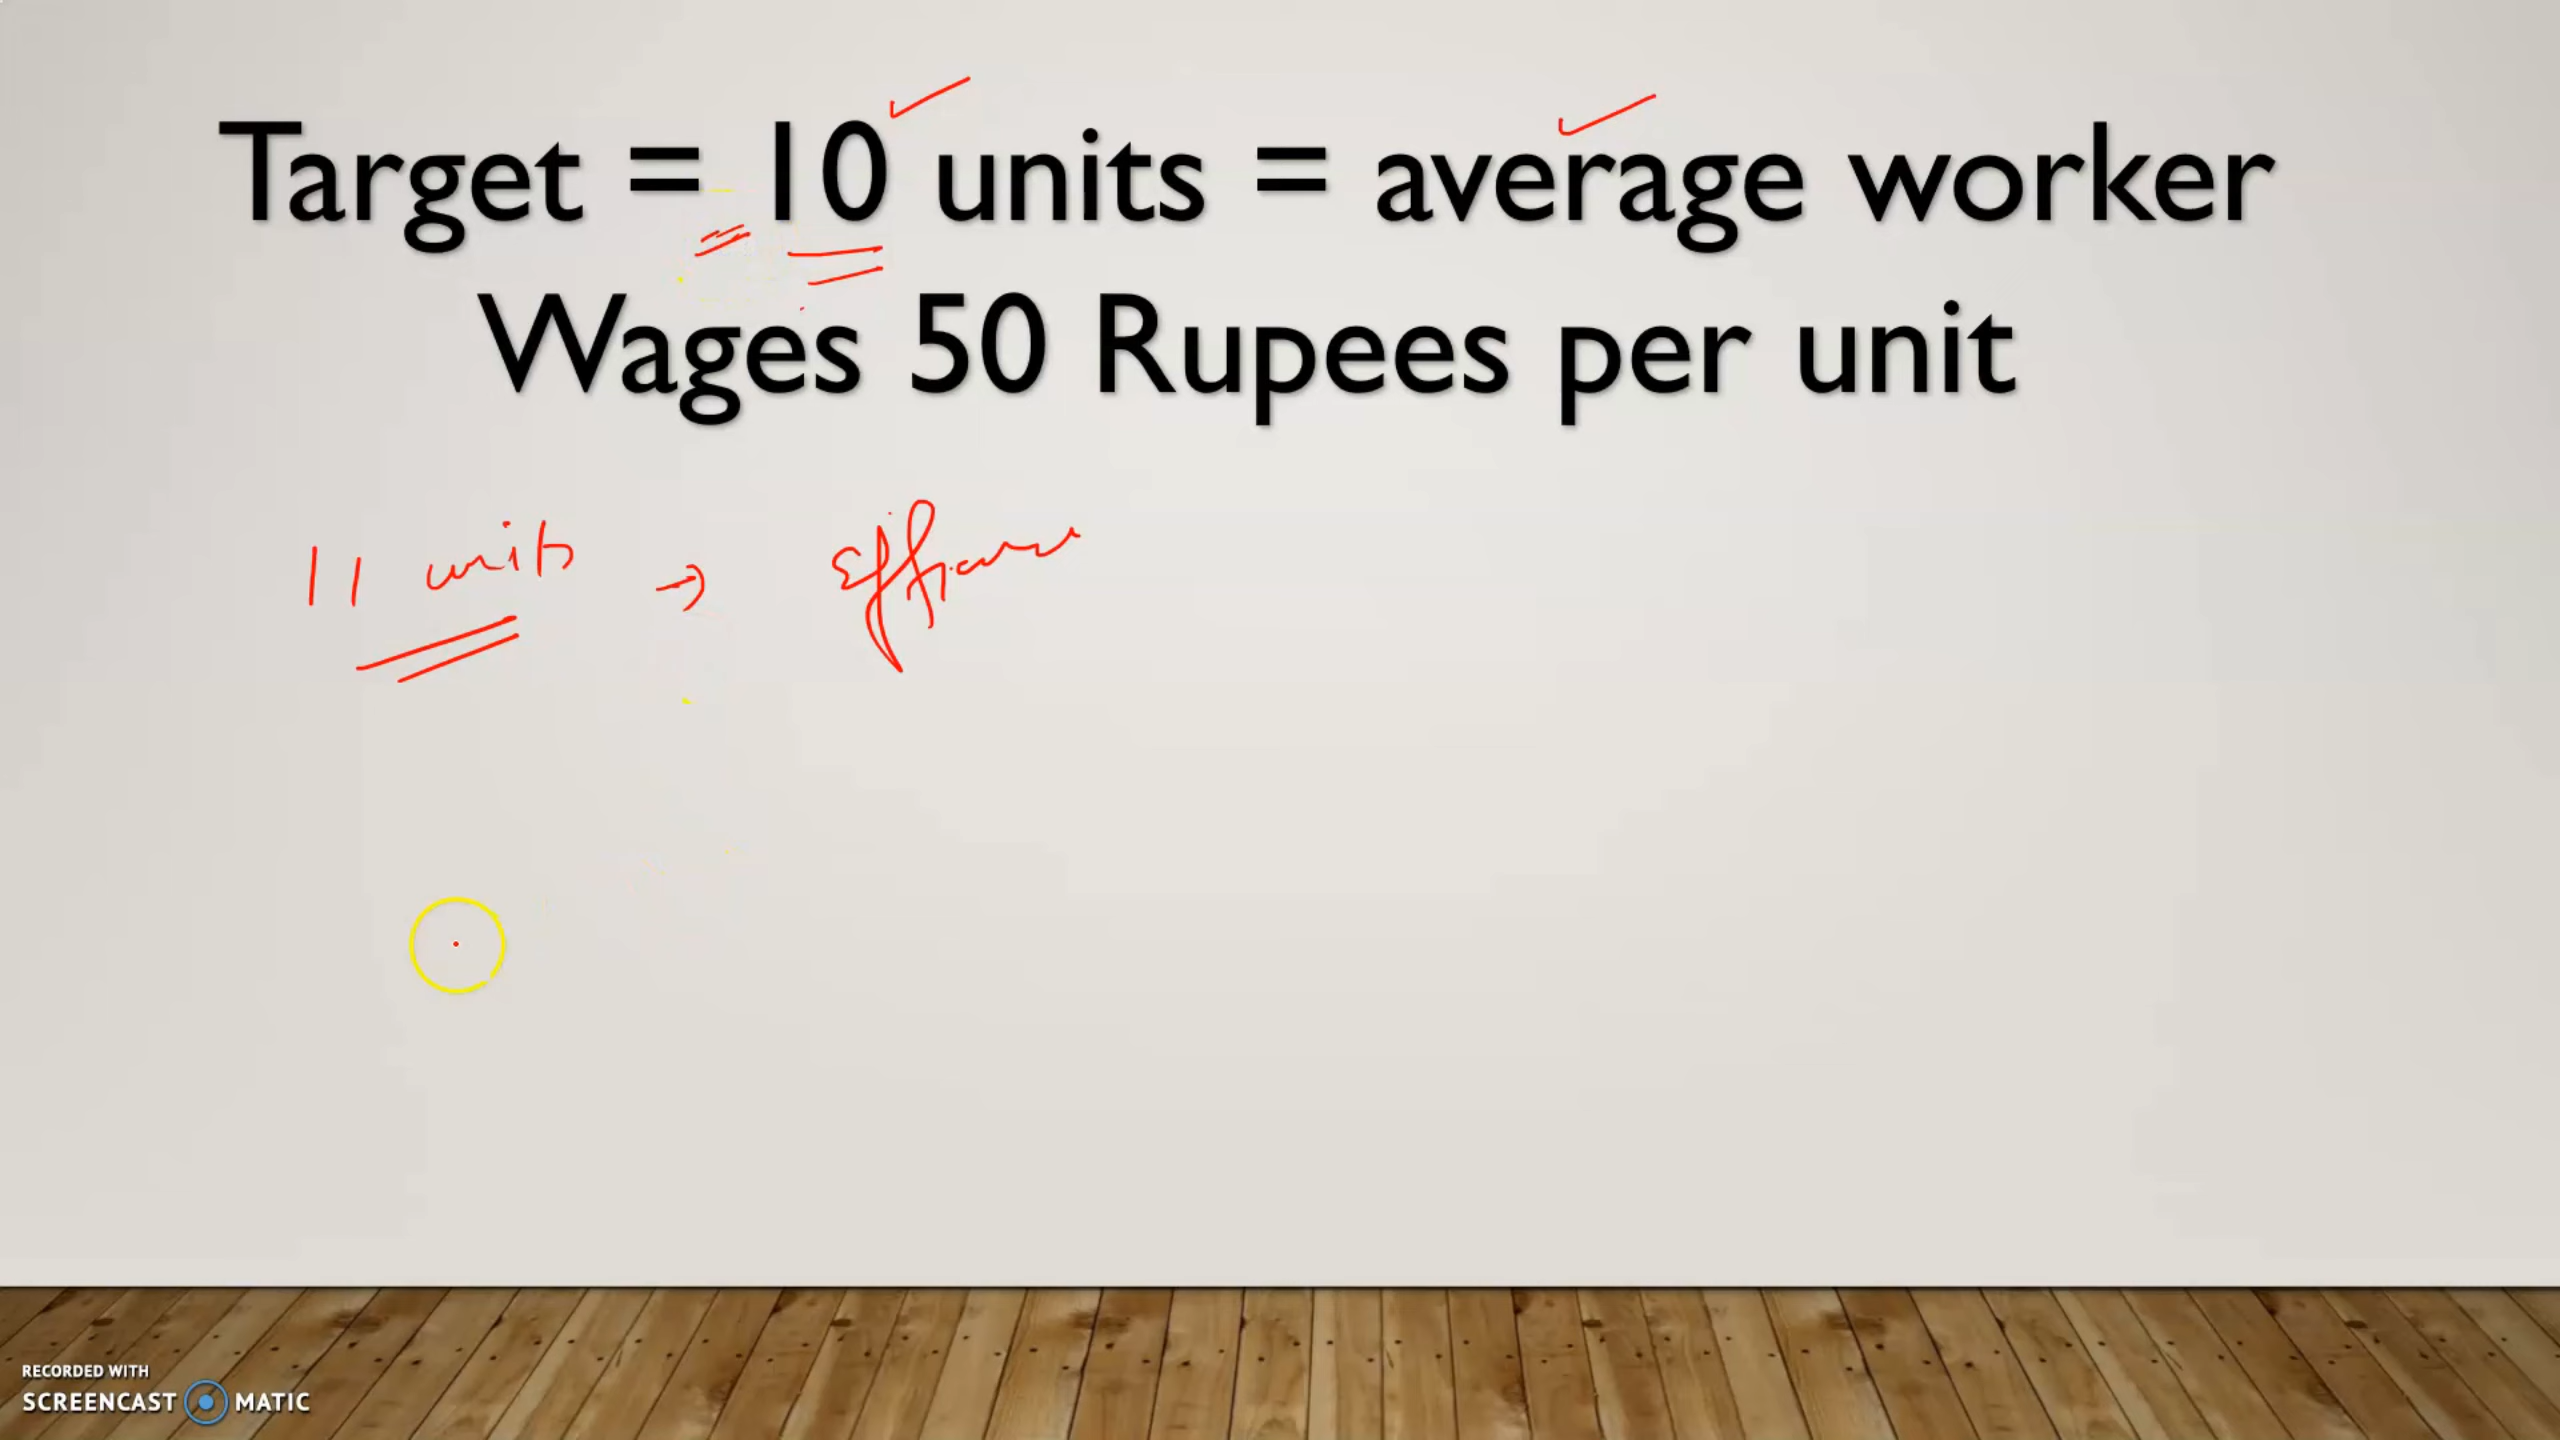 Target = 10 units = average worker
Wages 50 Rupees per unit
11 units →
RECORDED WITH
SCREENCAST MATIC